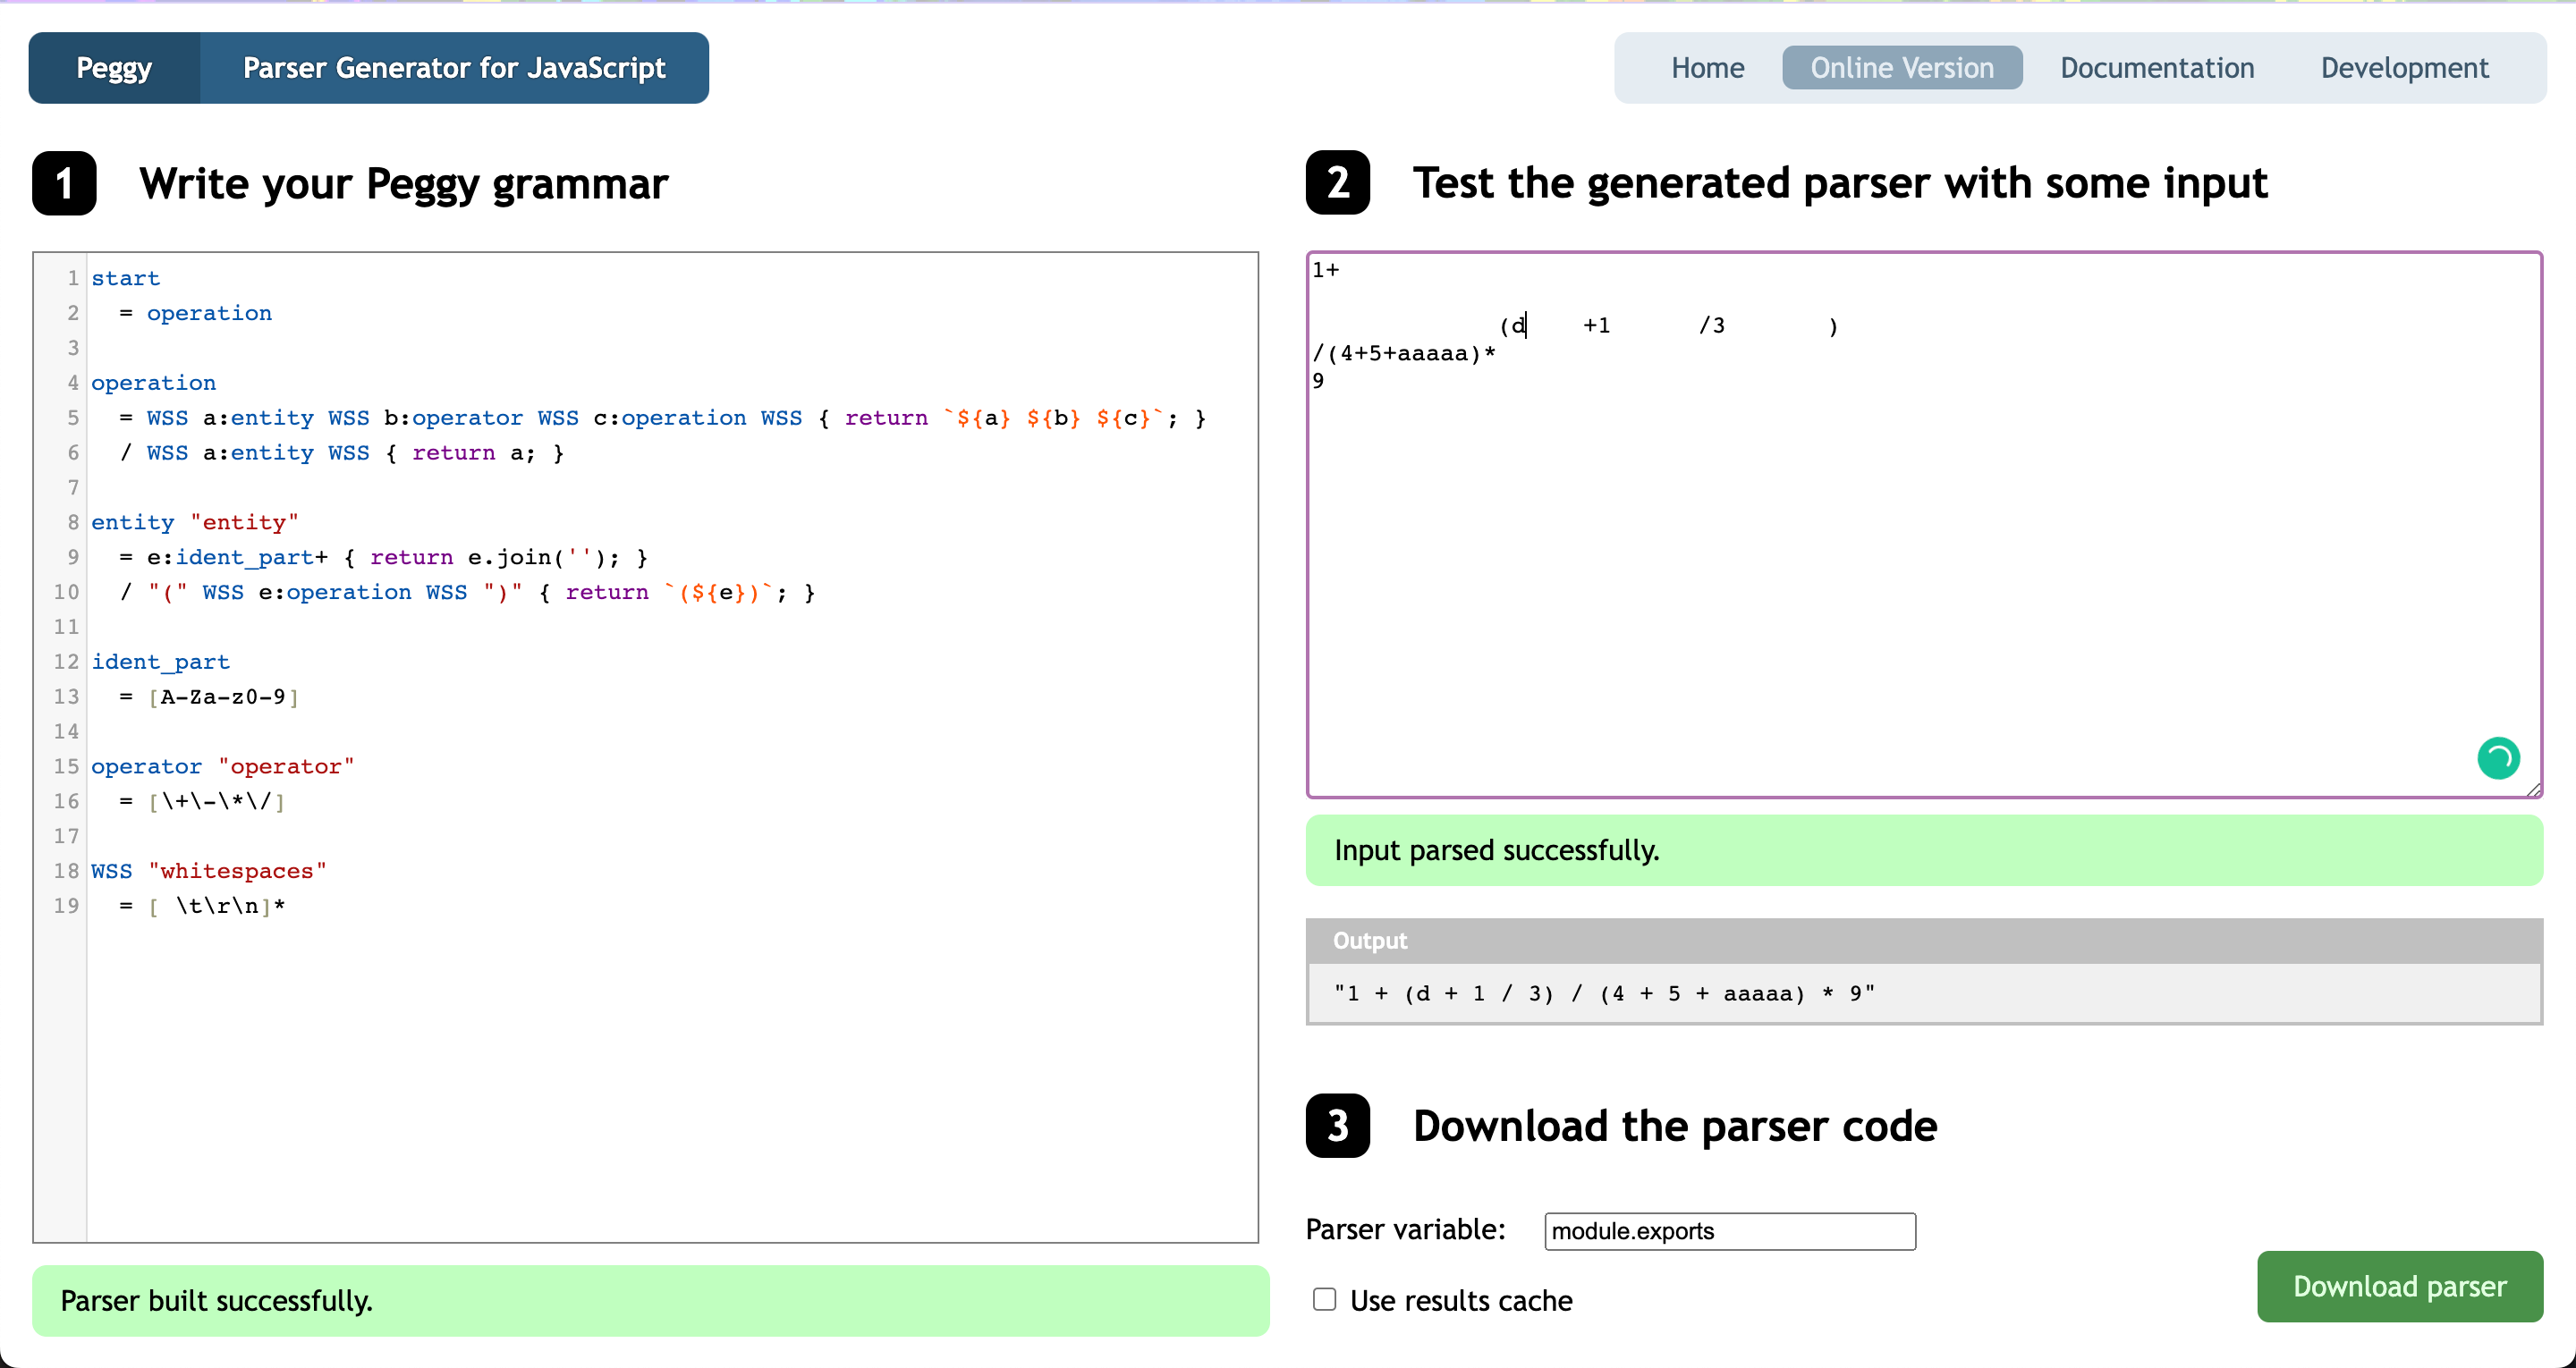 Peggy Parser Generator for JavaScript
Home Online Version Documentation Development
1 Write your Peggy grammar
1 start
2   = operation
3
4 operation
5   = WSS a:entity WSS b:operator WSS c:operation WSS { return `${a} ${b} ${c}`; }
6   / WSS a:entity WSS { return a; }
7
8 entity "entity"
9   = e:ident_part+ { return e.join(''); }
10   / "(" WSS e:operation WSS ")" { return `(${e})`; }
11
12 ident_part
13   = [A-Za-z0-9]
14
15 operator "operator"
16   = [\+\-\*\/]
17
18 WSS "whitespaces"
19   = [ \t\r\n]*
Parser built successfully.
2 Test the generated parser with some input
1+
(d    +1      /3       )
/(4+5+aaaaa)*
9
Input parsed successfully.
Output
"1 + (d + 1 / 3) / (4 + 5 + aaaaa) * 9"
3 Download the parser code
Parser variable: module.exports
Use results cache
Download parser